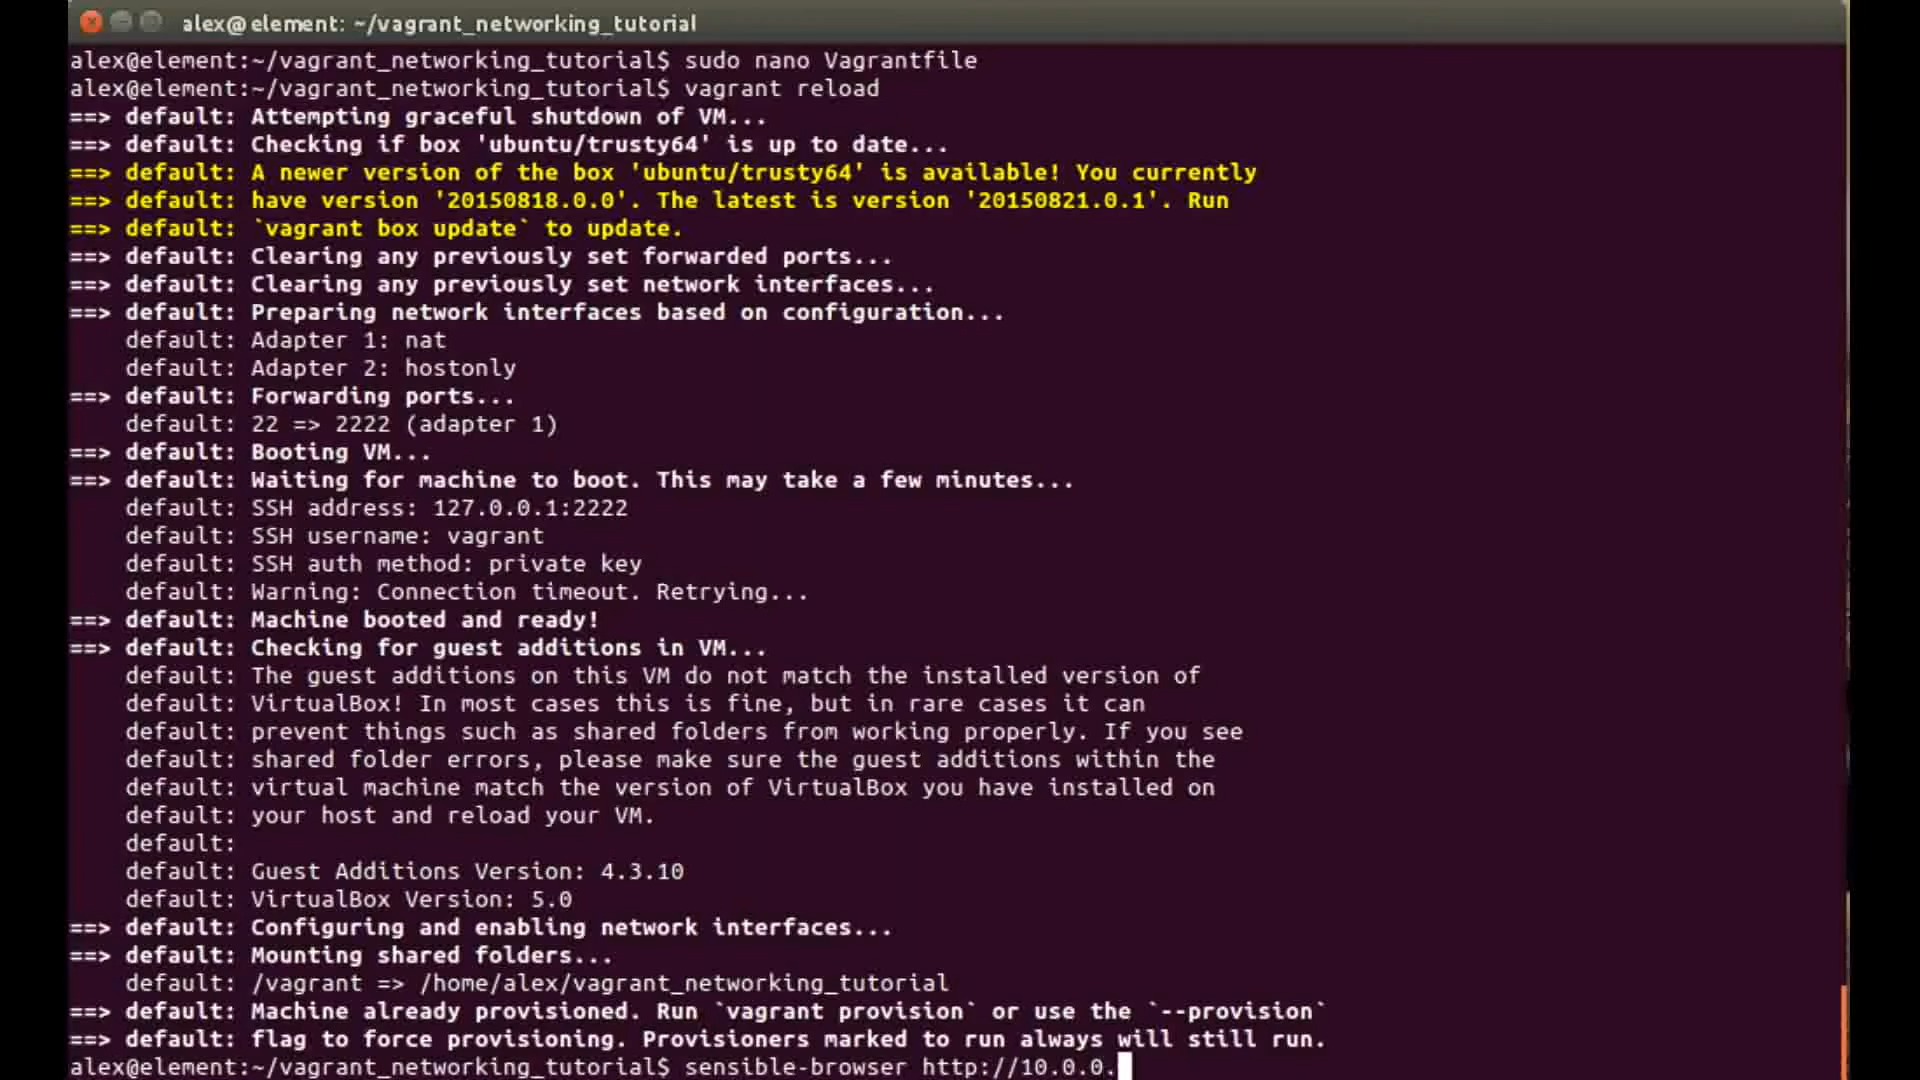 alex@element: ~/vagrant_networking_tutorial
alex@element:~/vagrant_networking_tutorial$ sudo nano Vagrantfile
alex@element:~/vagrant_networking_tutorial$ vagrant reload
==> default: Attempting graceful shutdown of VM...
==> default: Checking if box 'ubuntu/trusty64' is up to date...
==> default: A newer version of the box 'ubuntu/trusty64' is available! You currently
==> default: have version '20150818.0.0'. The latest is version '20150821.0.1'. Run
==> default: `vagrant box update` to update.
==> default: Clearing any previously set forwarded ports...
==> default: Clearing any previously set network interfaces...
==> default: Preparing network interfaces based on configuration...
    default: Adapter 1: nat
    default: Adapter 2: hostonly
==> default: Forwarding ports...
    default: 22 => 2222 (adapter 1)
==> default: Booting VM...
==> default: Waiting for machine to boot. This may take a few minutes...
    default: SSH address: 127.0.0.1:2222
    default: SSH username: vagrant
    default: SSH auth method: private key
    default: Warning: Connection timeout. Retrying...
==> default: Machine booted and ready!
==> default: Checking for guest additions in VM...
    default: The guest additions on this VM do not match the installed version of
    default: VirtualBox! In most cases this is fine, but in rare cases it can
    default: prevent things such as shared folders from working properly. If you see
    default: shared folder errors, please make sure the guest additions within the
    default: virtual machine match the version of VirtualBox you have installed on
    default: your host and reload your VM.
    default:
    default: Guest Additions Version: 4.3.10
    default: VirtualBox Version: 5.0
==> default: Configuring and enabling network interfaces...
==> default: Mounting shared folders...
    default: /vagrant => /home/alex/vagrant_networking_tutorial
==> default: Machine already provisioned. Run `vagrant provision` or use the `--provision`
==> default: flag to force provisioning. Provisioners marked to run always will still run.
alex@element:~/vagrant_networking_tutorial$ sensible-browser http://10.0.0.